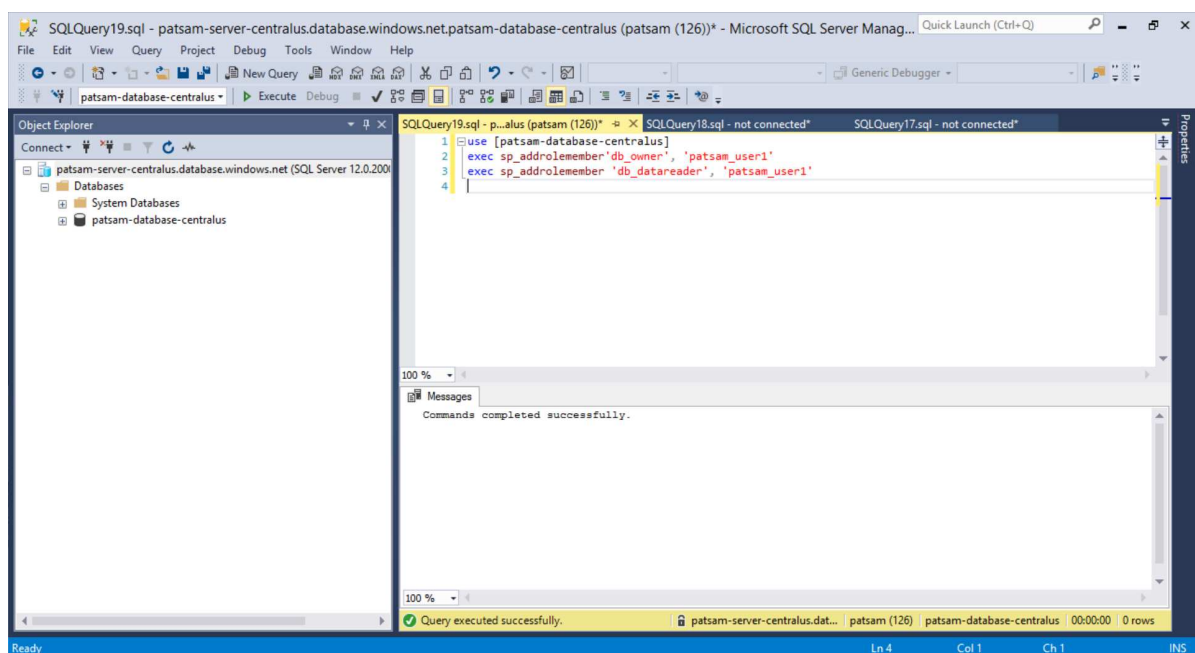 SQLQuery19.sql - patsam-server-centralus.database.windows.net.patsam-database-centralus (patsam (126))* - Microsoft SQL Server Manag...
Quick Launch (Ctrl+Q)
File Edit View Query Project Debug Tools Window Help
New Query MDX DMX XMLA
Generic Debugger
patsam-database-centralus
Execute Debug
Object Explorer
Connect
patsam-server-centralus.database.windows.net (SQL Server 12.0.200
Databases
System Databases
patsam-database-centralus
SQLQuery19.sql - p...alus (patsam (126))*
SQLQuery18.sql - not connected*
SQLQuery17.sql - not connected*
Properties
1 use [patsam-database-centralus]
2 exec sp_addrolemember'db_owner', 'patsam_user1'
3 exec sp_addrolemember 'db_datareader', 'patsam_user1'
4
100 %
Messages
Commands completed successfully.
100 %
Query executed successfully.
patsam-server-centralus.dat...
patsam (126)
patsam-database-centralus
00:00:00
0 rows
Ready
Ln 4
Col 1
Ch 1
INS